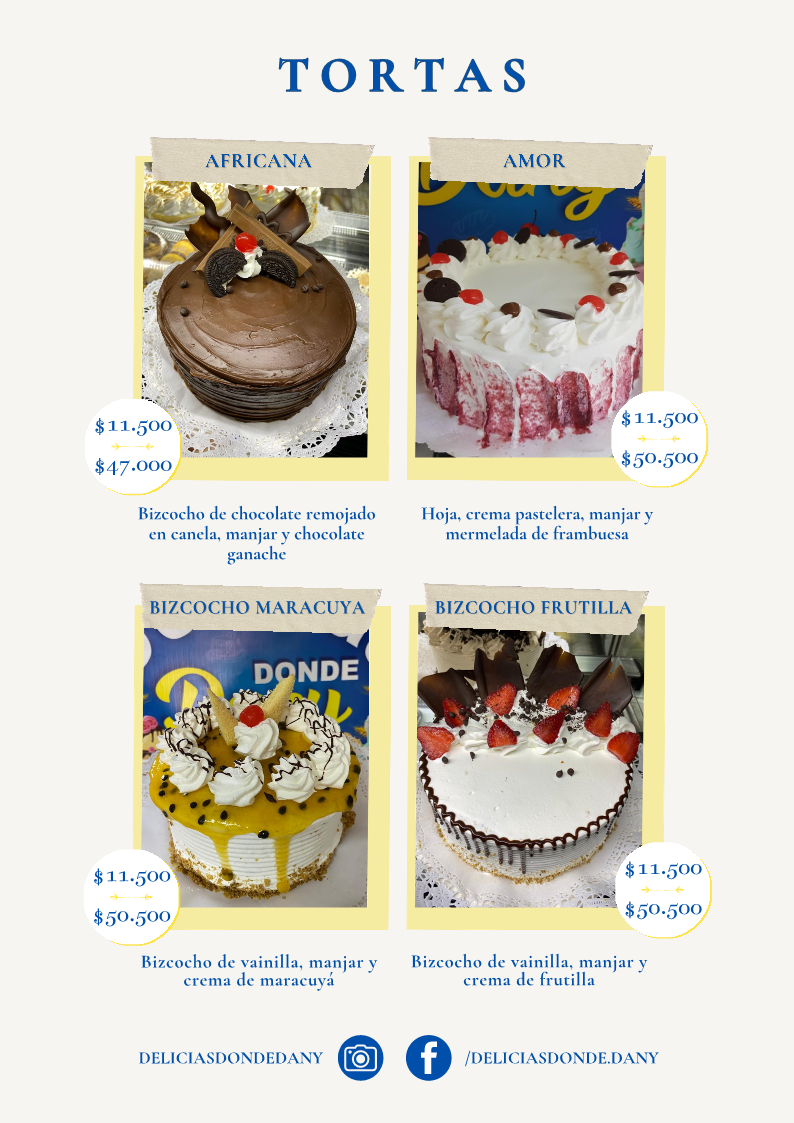 TORTAS
AFRICANA
$11.500
$47.000
Bizcocho de chocolate remojado
en canela, manjar y chocolate
ganache
AMOR
Dany
$11.500
$50.500
Hoja, crema pastelera, manjar y
mermelada de frambuesa
BIZCOCHO MARACUYA
DONDE
Dany
$11.500
$50.500
Bizcocho de vainilla, manjar y
crema de maracuyá
BIZCOCHO FRUTILLA
$11.500
$50.500
Bizcocho de vainilla, manjar y
crema de frutilla
DELICIASDONDEDANY
/DELICIASDONDE.DANY